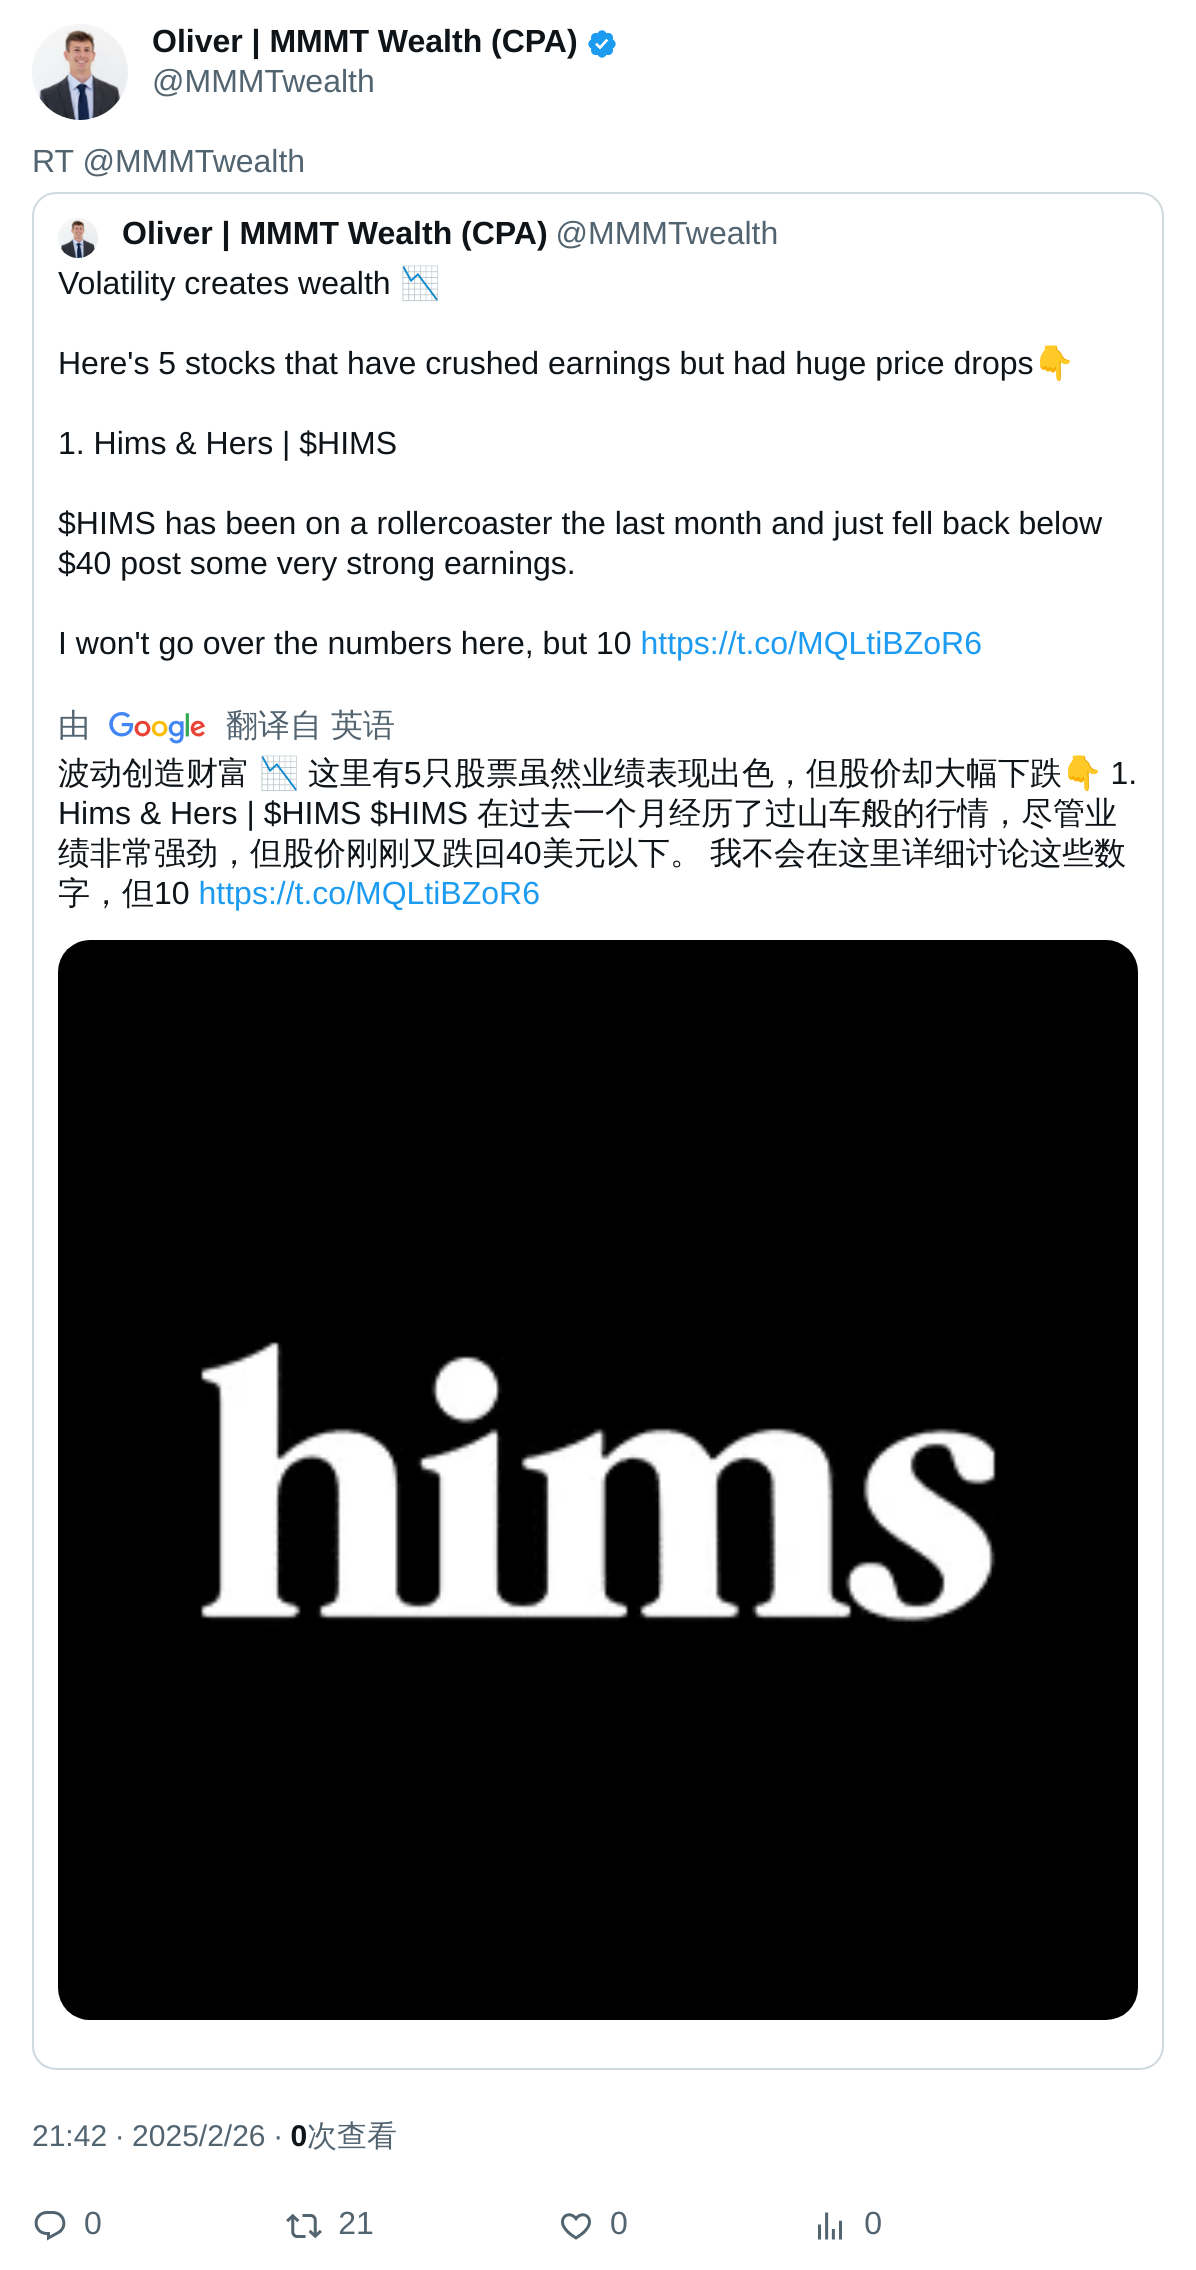 Oliver | MMMT Wealth (CPA)
@MMMTwealth
RT @MMMTwealth
Oliver | MMMT Wealth (CPA) @MMMTwealth
Volatility creates wealth 📉
Here's 5 stocks that have crushed earnings but had huge price drops👇
1. Hims & Hers | $HIMS
$HIMS has been on a rollercoaster the last month and just fell back below
$40 post some very strong earnings.
I won't go over the numbers here, but 10 https://t.co/MQLtiBZoR6
由 Google 翻译自 英语
波动创造财富 📉 这里有5只股票虽然业绩表现出色，但股价却大幅下跌👇 1.
Hims & Hers | $HIMS $HIMS 在过去一个月经历了过山车般的行情，尽管业
绩非常强劲，但股价刚刚又跌回40美元以下。 我不会在这里详细讨论这些数
字，但10 https://t.co/MQLtiBZoR6
hims
21:42 · 2025/2/26 · 0次查看
0 21 0 0